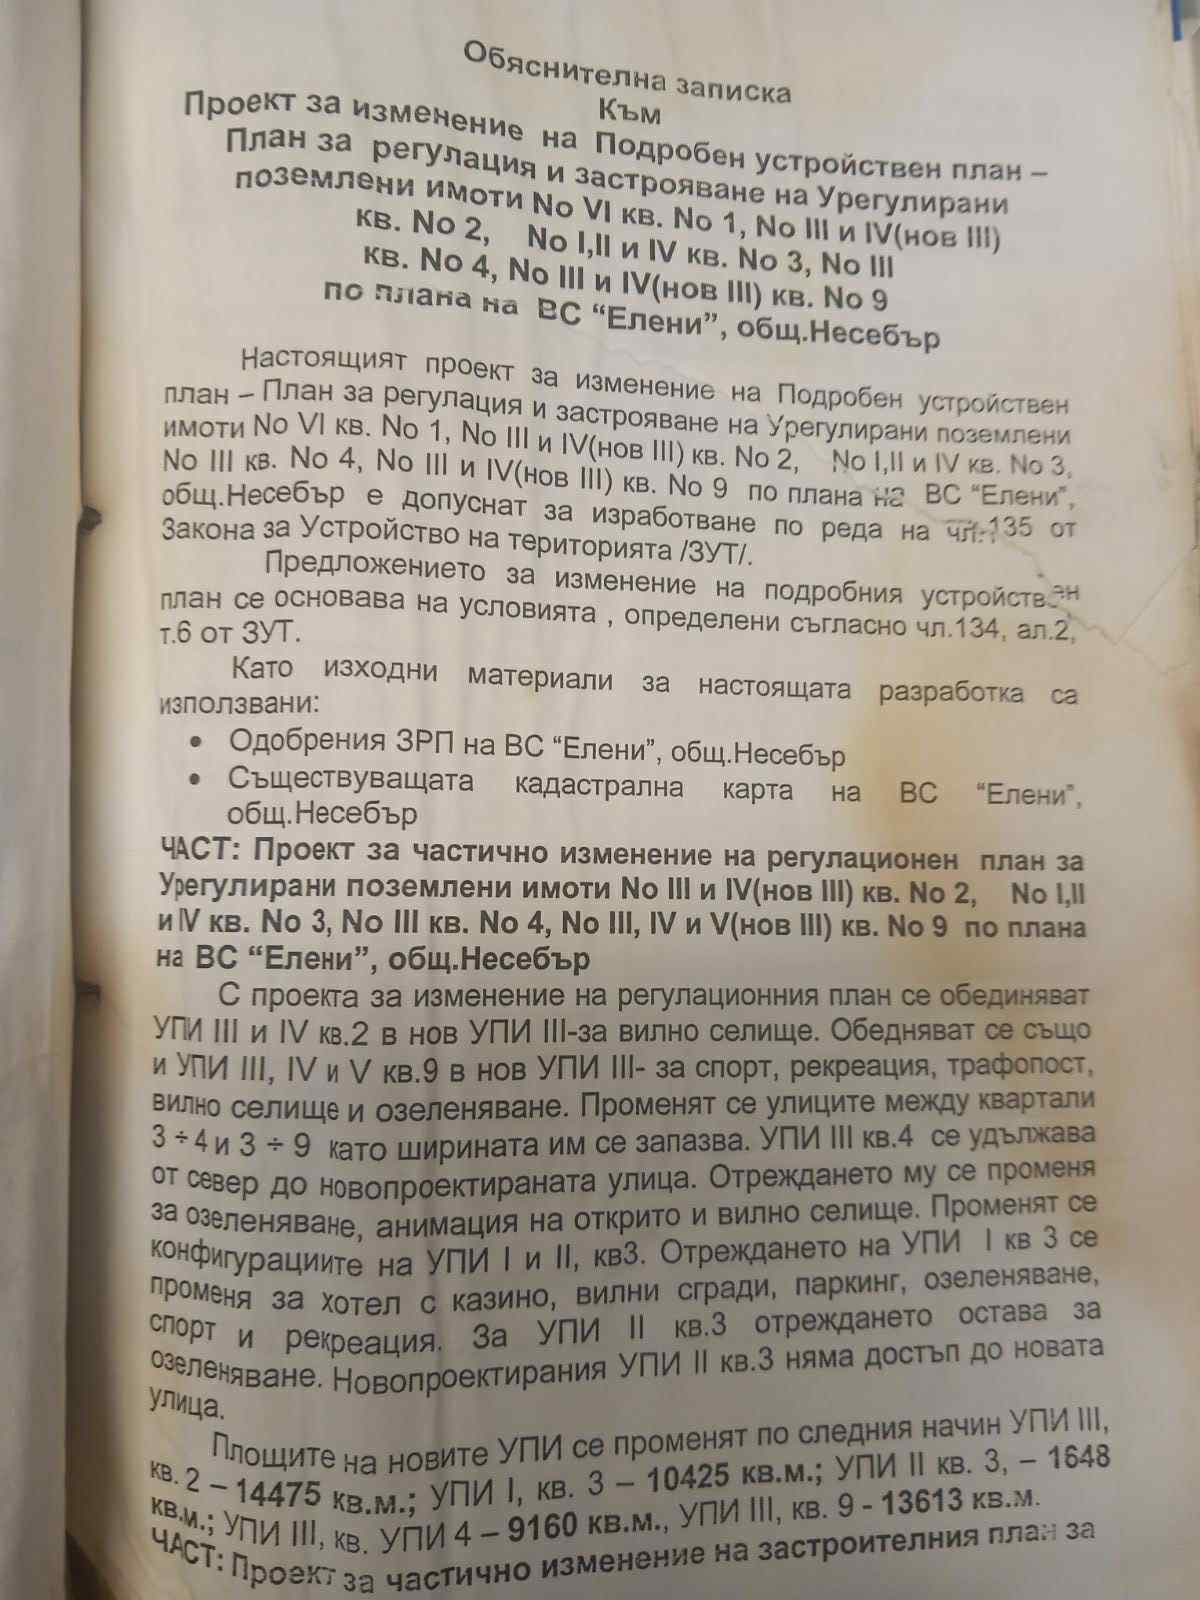 Обяснителна записка
Към
Проект за изменение на Подробен устройствен план –
План за регулация и застрояване на Урегулирани
поземлени имоти No VI кв. No 1, No III и IV(нов III)
кв. No 2, No I,II и IV кв. No 3, No III
кв. No 4, No III и IV(нов III) кв. No 9
по плана на ВС “Елени”, общ.Несебър
Настоящият проект за изменение на Подробен устройствен
план – План за регулация и застрояване на Урегулирани поземлени
имоти No VI кв. No 1, No III и IV(нов III) кв. No 2, No I,II и IV кв. No 3,
No III кв. No 4, No III и IV(нов III) кв. No 9 по плана на ВС “Елени”,
общ.Несебър е допуснат за изработване по реда на чл.135 от
Закона за Устройство на територията /ЗУТ/.
Предложението за изменение на подробния устройствен
план се основава на условията , определени съгласно чл.134, ал.2,
т.6 от ЗУТ.
Като изходни материали за настоящата разработка са
използвани:
• Одобрения ЗРП на ВС “Елени”, общ.Несебър
• Съществуващата кадастрална карта на ВС “Елени”,
общ.Несебър
ЧАСТ: Проект за частично изменение на регулационен план за
Урегулирани поземлени имоти No III и IV(нов III) кв. No 2, No I,II
и IV кв. No 3, No III кв. No 4, No III, IV и V(нов III) кв. No 9 по плана
на ВС “Елени”, общ.Несебър
С проекта за изменение на регулационния план се обединяват
УПИ III и IV кв.2 в нов УПИ III-за вилно селище. Обедняват се също
и УПИ III, IV и V кв.9 в нов УПИ III- за спорт, рекреация, трафопост,
вилно селище и озеленяване. Променят се улиците между квартали
3 ÷ 4 и 3 ÷ 9 като ширината им се запазва. УПИ III кв.4 се удължава
от север до новопроектираната улица. Отреждането му се променя
за озеленяване, анимация на открито и вилно селище. Променят се
конфигурациите на УПИ I и II, кв3. Отреждането на УПИ I кв 3 се
променя за хотел с казино, вилни сгради, паркинг, озеленяване,
спорт и рекреация. За УПИ II кв.3 отреждането остава за
озеленяване. Новопроектирания УПИ II кв.3 няма достъп до новата
улица.
Площите на новите УПИ се променят по следния начин УПИ III,
кв. 2 – 14475 кв.м.; УПИ I, кв. 3 – 10425 кв.м.; УПИ II кв. 3, – 1648
кв.м.; УПИ III, кв. УПИ 4 – 9160 кв.м., УПИ III, кв. 9 - 13613 кв.м.
ЧАСТ: Проект за частично изменение на застроителния план за